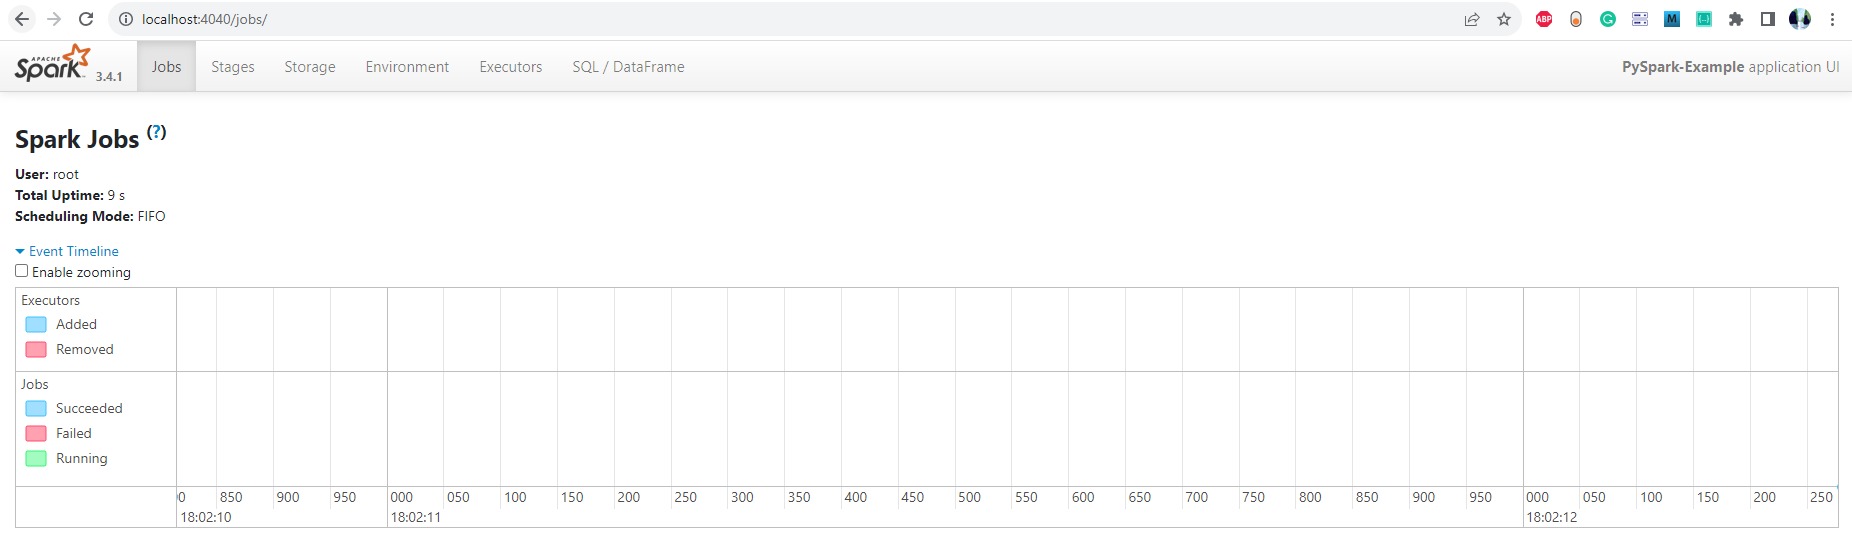 localhost:4040/jobs/
ABP
G
M
APACHE
Spark 3.4.1 Jobs Stages Storage Environment Executors SQL / DataFrame PySpark-Example application UI
Spark Jobs (?)
User: root
Total Uptime: 9 s
Scheduling Mode: FIFO
Event Timeline
Enable zooming
Executors
Added
Removed
Jobs
Succeeded
Failed
Running
0 850 900 950 000 050 100 150 200 250 300 350 400 450 500 550 600 650 700 750 800 850 900 950 000 050 100 150 200 250
18:02:10 18:02:11 18:02:12